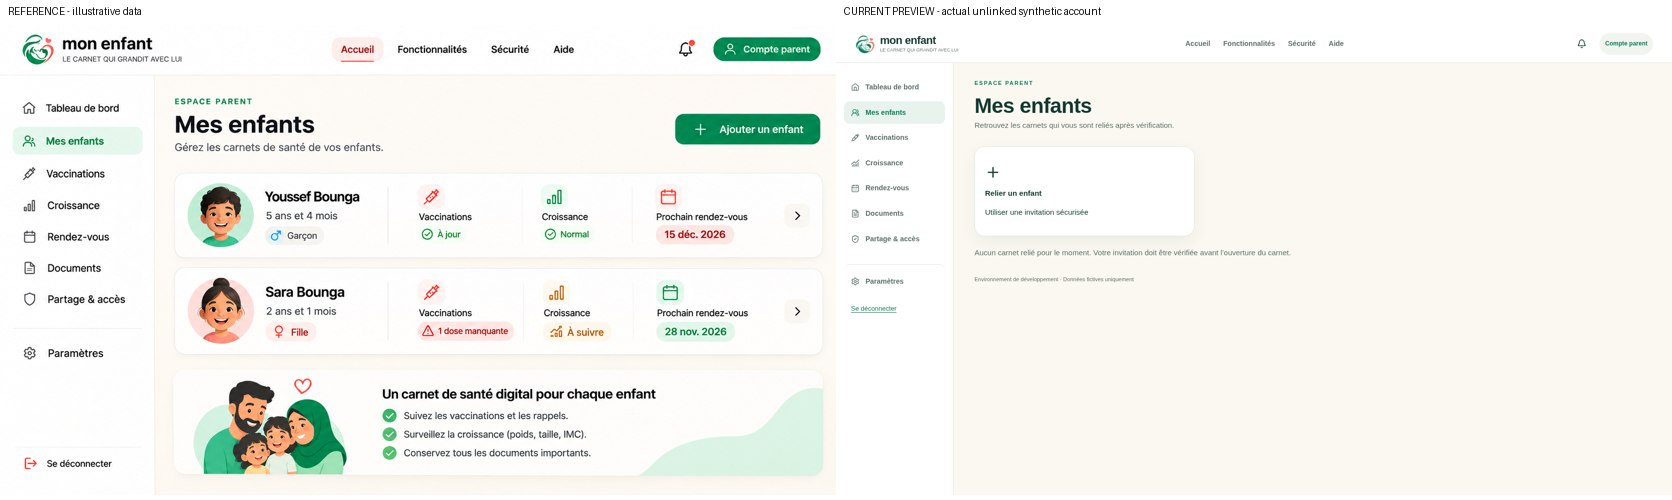 REFERENCE - illustrative data
mon enfant
LE CARNET QUI GRANDIT AVEC LUI
Accueil
Fonctionnalités
Sécurité
Aide
Compte parent
Tableau de bord
Mes enfants
Vaccinations
Croissance
Rendez-vous
Documents
Partage & accès
Paramètres
Se déconnecter
ESPACE PARENT
Mes enfants
Gérez les carnets de santé de vos enfants.
Ajouter un enfant
Youssef Bounga
5 ans et 4 mois
Garçon
Vaccinations
À jour
Croissance
Normal
Prochain rendez-vous
15 déc. 2026
Sara Bounga
2 ans et 1 mois
Fille
Vaccinations
1 dose manquante
Croissance
À suivre
Prochain rendez-vous
28 nov. 2026
Un carnet de santé digital pour chaque enfant
Suivez les vaccinations et les rappels.
Surveillez la croissance (poids, taille, IMC).
Conservez tous les documents importants.
CURRENT PREVIEW - actual unlinked synthetic account
mon enfant
LE CARNET QUI GRANDIT AVEC LUI
Accueil
Fonctionnalités
Sécurité
Aide
Compte parent
Tableau de bord
Mes enfants
Vaccinations
Croissance
Rendez-vous
Documents
Partage & accès
Paramètres
Se déconnecter
ESPACE PARENT
Mes enfants
Retrouvez les carnets qui vous sont reliés après vérification.
Relier un enfant
Utiliser une invitation sécurisée
Aucun carnet relié pour le moment. Votre invitation doit être vérifiée avant l'ouverture du carnet.
Environnement de développement · Données fictives uniquement